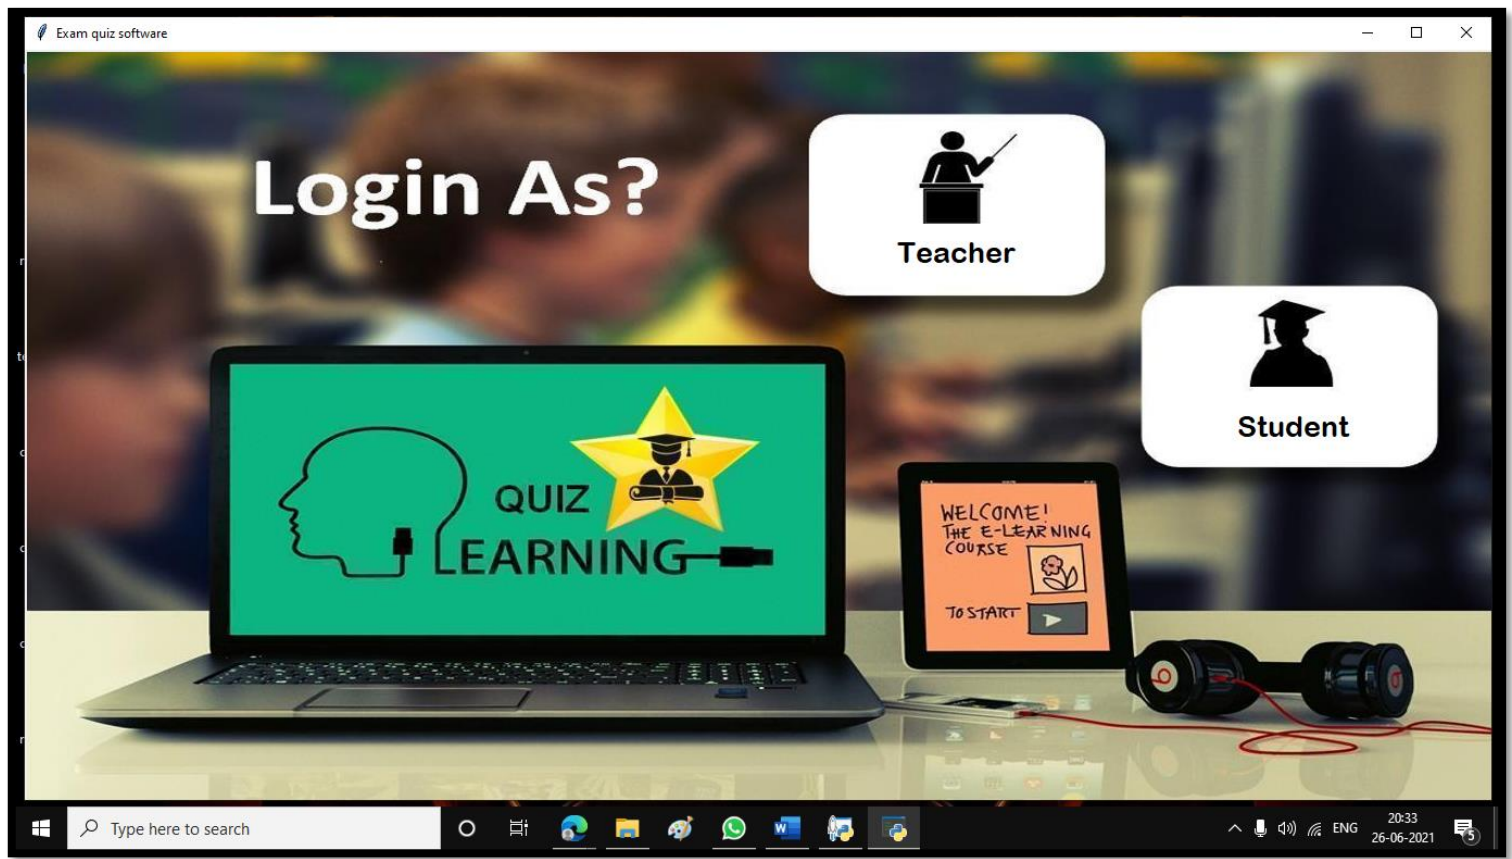 Exam quiz software
Login As?
Teacher
Student
QUIZ
LEARNING
WELCOME!
THE E-LEARNING
COURSE
TO START
Type here to search
ENG
20:33
26-06-2021
5